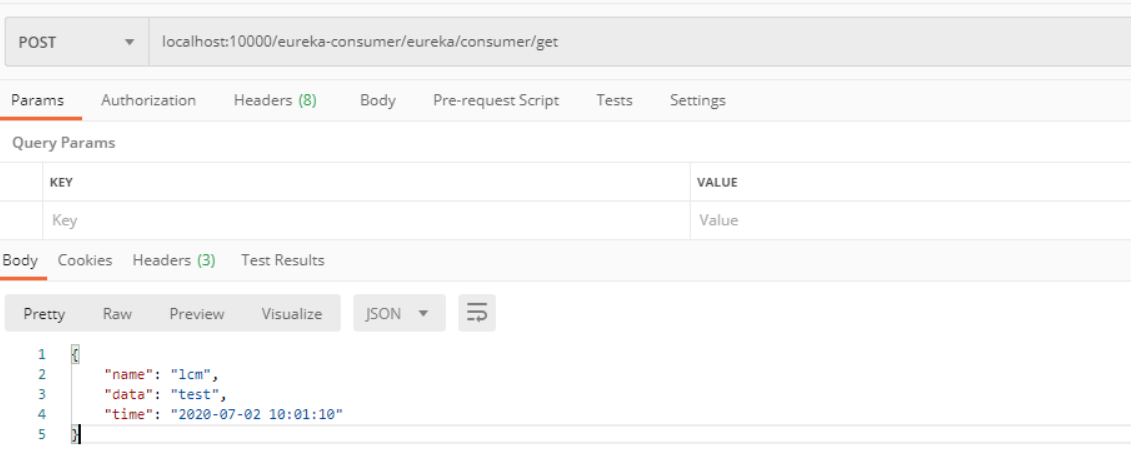 POST localhost:10000/eureka-consumer/eureka/consumer/get
Params Authorization Headers (8) Body Pre-request Script Tests Settings
Query Params
KEY VALUE
Key Value
Body Cookies Headers (3) Test Results
Pretty Raw Preview Visualize JSON
1 {
2 "name": "lcm",
3 "data": "test",
4 "time": "2020-07-02 10:01:10"
5 }